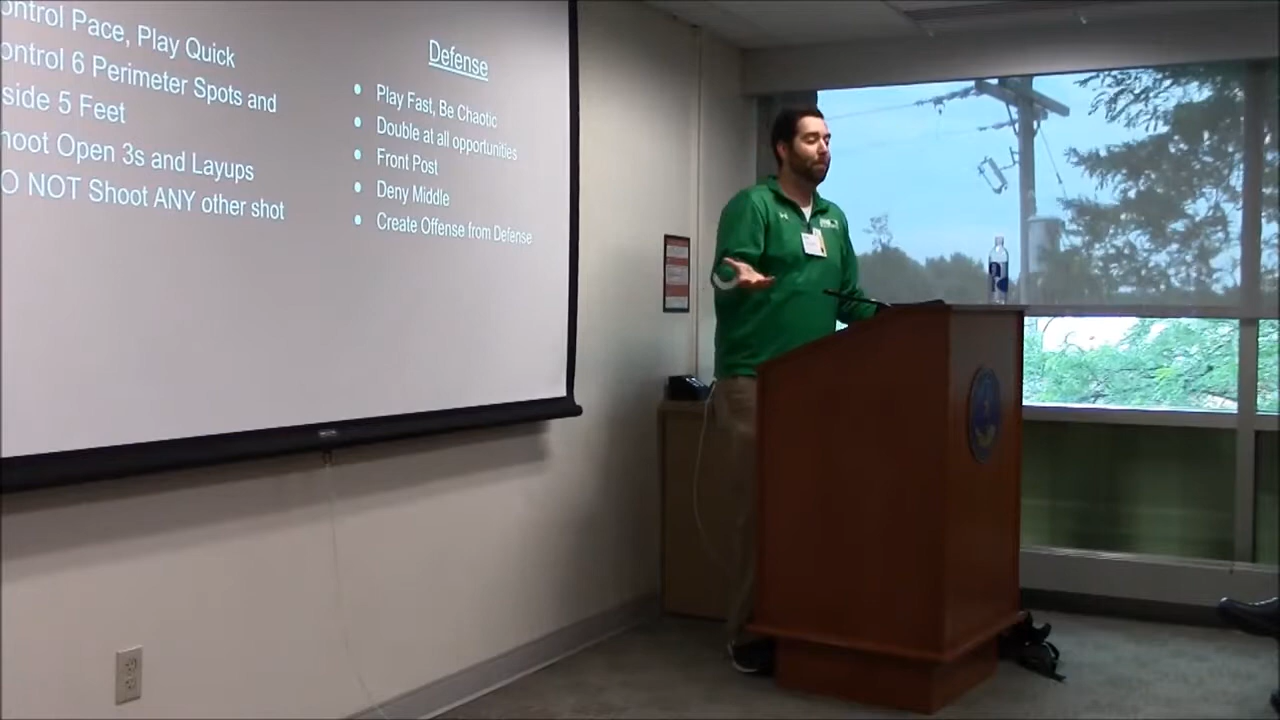 ontrol Pace, Play Quick
ontrol 6 Perimeter Spots and
side 5 Feet
hoot Open 3s and Layups
O NOT Shoot ANY other shot
Defense
Play Fast, Be Chaotic
Double at all opportunities
Front Post
Deny Middle
Create Offense from Defense